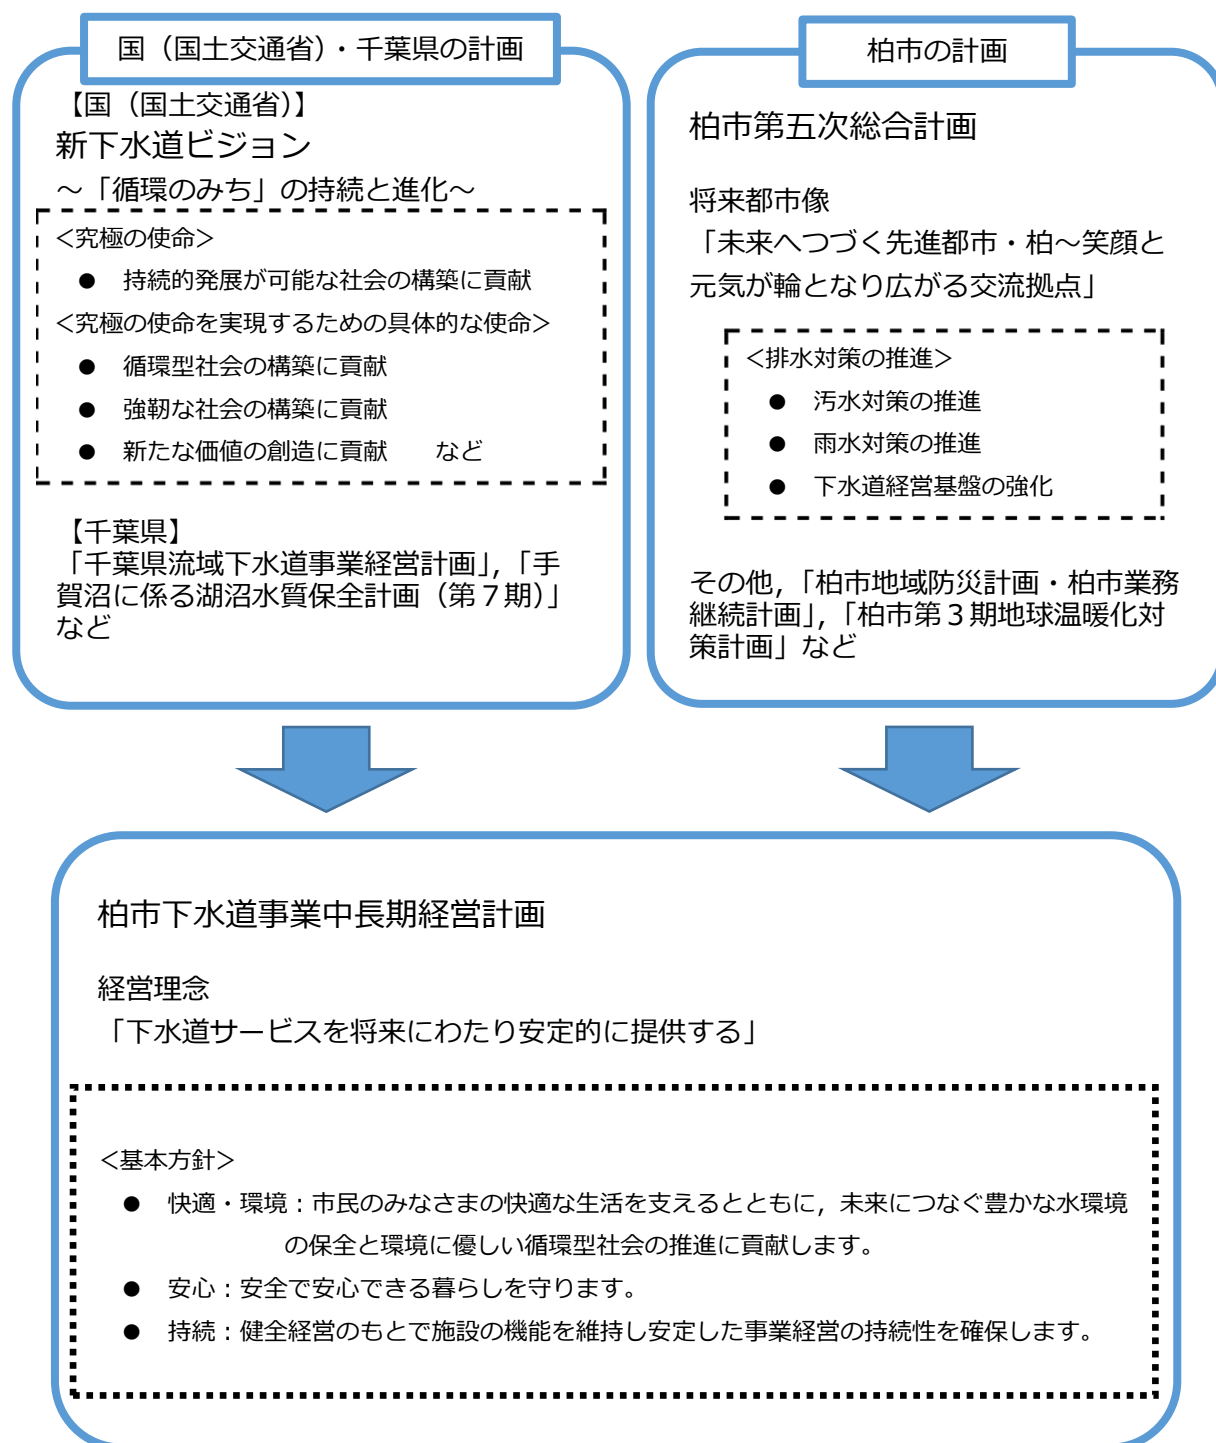 国（国土交通省）・千葉県の計画
【国（国土交通省）】
新下水道ビジョン
～「循環のみち」の持続と進化～
＜究極の使命＞
● 持続的発展が可能な社会の構築に貢献
＜究極の使命を実現するための具体的な使命＞
● 循環型社会の構築に貢献
● 強靭な社会の構築に貢献
● 新たな価値の創造に貢献　など
【千葉県】
「千葉県流域下水道事業経営計画」,「手
賀沼に係る湖沼水質保全計画（第７期）」
など
柏市の計画
柏市第五次総合計画
将来都市像
「未来へつづく先進都市・柏～笑顔と
元気が輪となり広がる交流拠点」
＜排水対策の推進＞
● 汚水対策の推進
● 雨水対策の推進
● 下水道経営基盤の強化
その他,「柏市地域防災計画・柏市業務
継続計画」,「柏市第３期地球温暖化対
策計画」など
柏市下水道事業中長期経営計画
経営理念
「下水道サービスを将来にわたり安定的に提供する」
＜基本方針＞
● 快適・環境：市民のみなさまの快適な生活を支えるとともに，未来につなぐ豊かな水環境
の保全と環境に優しい循環型社会の推進に貢献します。
● 安心：安全で安心できる暮らしを守ります。
● 持続：健全経営のもとで施設の機能を維持し安定した事業経営の持続性を確保します。